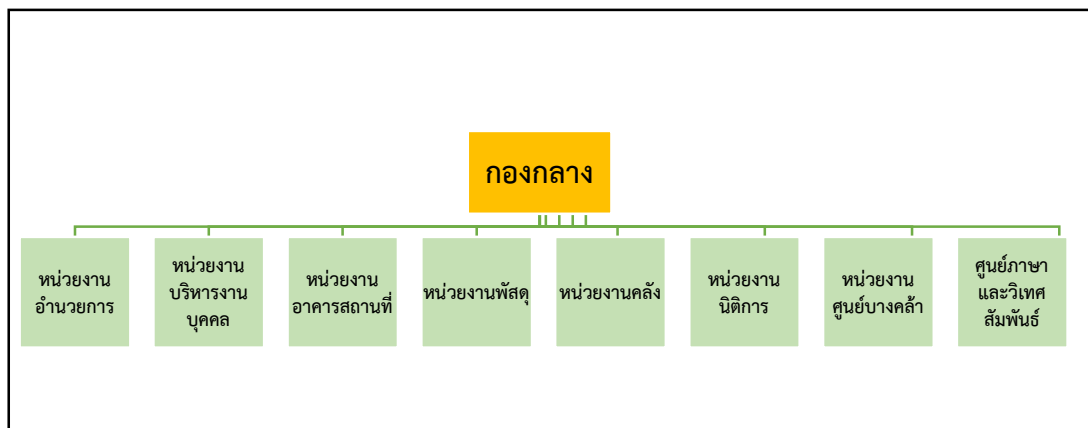 กองกลาง
หน่วยงาน
อำนวยการ
หน่วยงาน
บริหารงาน
บุคคล
หน่วยงาน
อาคารสถานที่
หน่วยงานพัสดุ
หน่วยงานคลัง
หน่วยงาน
นิติการ
หน่วยงาน
ศูนย์บางคล้า
ศูนย์ภาษา
และวิเทศ
สัมพันธ์